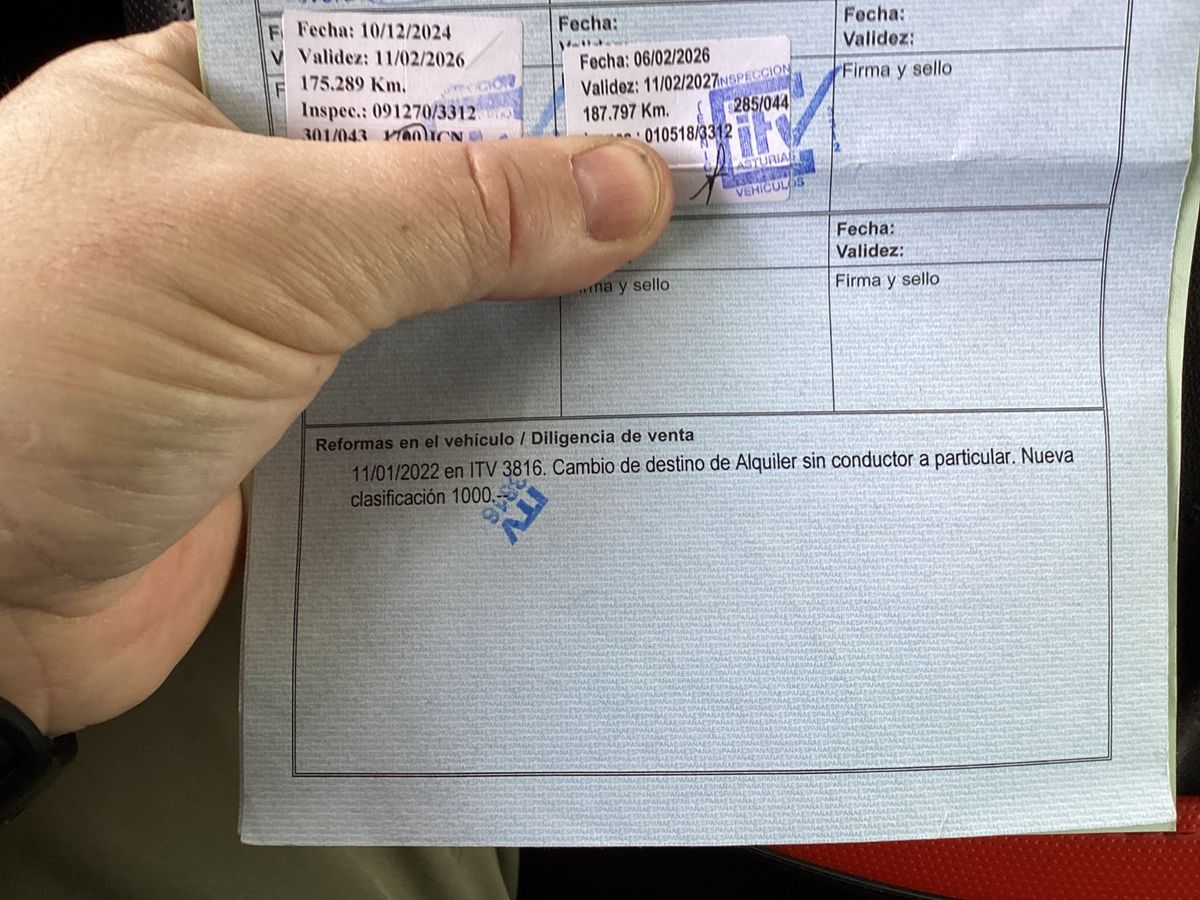 Fecha: 10/12/2024
Validez: 11/02/2026
175.289 Km.
Inspec.: 091270/3312
301/043
Fecha:
Fecha: 06/02/2026
Validez: 11/02/2027
187.797 Km.
010518/3312
285/044
INSPECCION
itv
ASTURIAS
VEHICULOS
Fecha:
Validez:
Firma y sello
Fecha:
Validez:
y sello
Firma y sello
Reformas en el vehículo / Diligencia de venta
11/01/2022 en ITV 3816. Cambio de destino de Alquiler sin conductor a particular. Nueva
clasificación 1000.--
ITV
3816